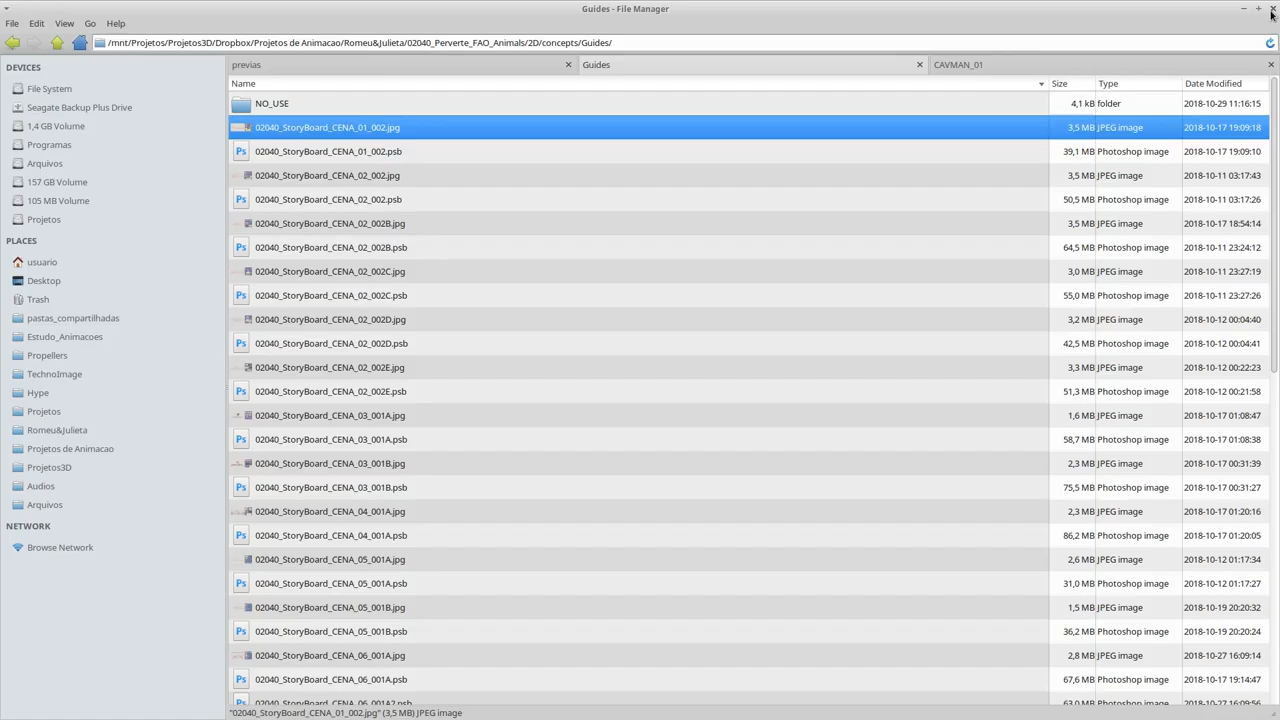 Guides - File Manager
File Edit View Go Help
/mnt/Projetos/Projetos3D/Dropbox/Projetos de Animacao/Romeu&Julieta/02040_Perverte_FAO_Animals/2D/concepts/Guides/
DEVICES
File System
Seagate Backup Plus Drive
1,4 GB Volume
Programas
Arquivos
157 GB Volume
105 MB Volume
Projetos
PLACES
usuario
Desktop
Trash
pastas_compartilhadas
Estudo_Animacoes
Propellers
TechnoImage
Hype
Projetos
Romeu&Julieta
Projetos de Animacao
Projetos3D
Audios
Arquivos
NETWORK
Browse Network
previas Guides CAVMAN_01
Name Size Type Date Modified
NO_USE 4,1 kB folder 2018-10-29 11:16:15
02040_StoryBoard_CENA_01_002.jpg 3,5 MB JPEG image 2018-10-17 19:09:18
02040_StoryBoard_CENA_01_002.psb 39,1 MB Photoshop image 2018-10-17 19:09:10
02040_StoryBoard_CENA_02_002.jpg 3,5 MB JPEG image 2018-10-11 03:17:43
02040_StoryBoard_CENA_02_002.psb 50,5 MB Photoshop image 2018-10-11 03:17:26
02040_StoryBoard_CENA_02_002B.jpg 3,5 MB JPEG image 2018-10-17 18:54:14
02040_StoryBoard_CENA_02_002B.psb 64,5 MB Photoshop image 2018-10-11 23:24:12
02040_StoryBoard_CENA_02_002C.jpg 3,0 MB JPEG image 2018-10-11 23:27:19
02040_StoryBoard_CENA_02_002C.psb 55,0 MB Photoshop image 2018-10-11 23:27:26
02040_StoryBoard_CENA_02_002D.jpg 3,2 MB JPEG image 2018-10-12 00:04:40
02040_StoryBoard_CENA_02_002D.psb 42,5 MB Photoshop image 2018-10-12 00:04:41
02040_StoryBoard_CENA_02_002E.jpg 3,3 MB JPEG image 2018-10-12 00:22:23
02040_StoryBoard_CENA_02_002E.psb 51,3 MB Photoshop image 2018-10-12 00:21:58
02040_StoryBoard_CENA_03_001A.jpg 1,6 MB JPEG image 2018-10-17 01:08:47
02040_StoryBoard_CENA_03_001A.psb 58,7 MB Photoshop image 2018-10-17 01:08:38
02040_StoryBoard_CENA_03_001B.jpg 2,3 MB JPEG image 2018-10-17 00:31:39
02040_StoryBoard_CENA_03_001B.psb 75,5 MB Photoshop image 2018-10-17 00:31:27
02040_StoryBoard_CENA_04_001A.jpg 2,3 MB JPEG image 2018-10-17 01:20:16
02040_StoryBoard_CENA_04_001A.psb 86,2 MB Photoshop image 2018-10-17 01:20:05
02040_StoryBoard_CENA_05_001A.jpg 2,6 MB JPEG image 2018-10-12 01:17:34
02040_StoryBoard_CENA_05_001A.psb 31,0 MB Photoshop image 2018-10-12 01:17:27
02040_StoryBoard_CENA_05_001B.jpg 1,5 MB JPEG image 2018-10-19 20:20:32
02040_StoryBoard_CENA_05_001B.psb 36,2 MB Photoshop image 2018-10-19 20:20:24
02040_StoryBoard_CENA_06_001A.jpg 2,8 MB JPEG image 2018-10-27 16:09:14
02040_StoryBoard_CENA_06_001A.psb 67,6 MB Photoshop image 2018-10-17 19:14:47
02040_StoryBoard_CENA_06_001A2.psb 63,0 MB Photoshop image 2018-10-27 16:09:56
"02040_StoryBoard_CENA_01_002.jpg" (3,5 MB) JPEG image